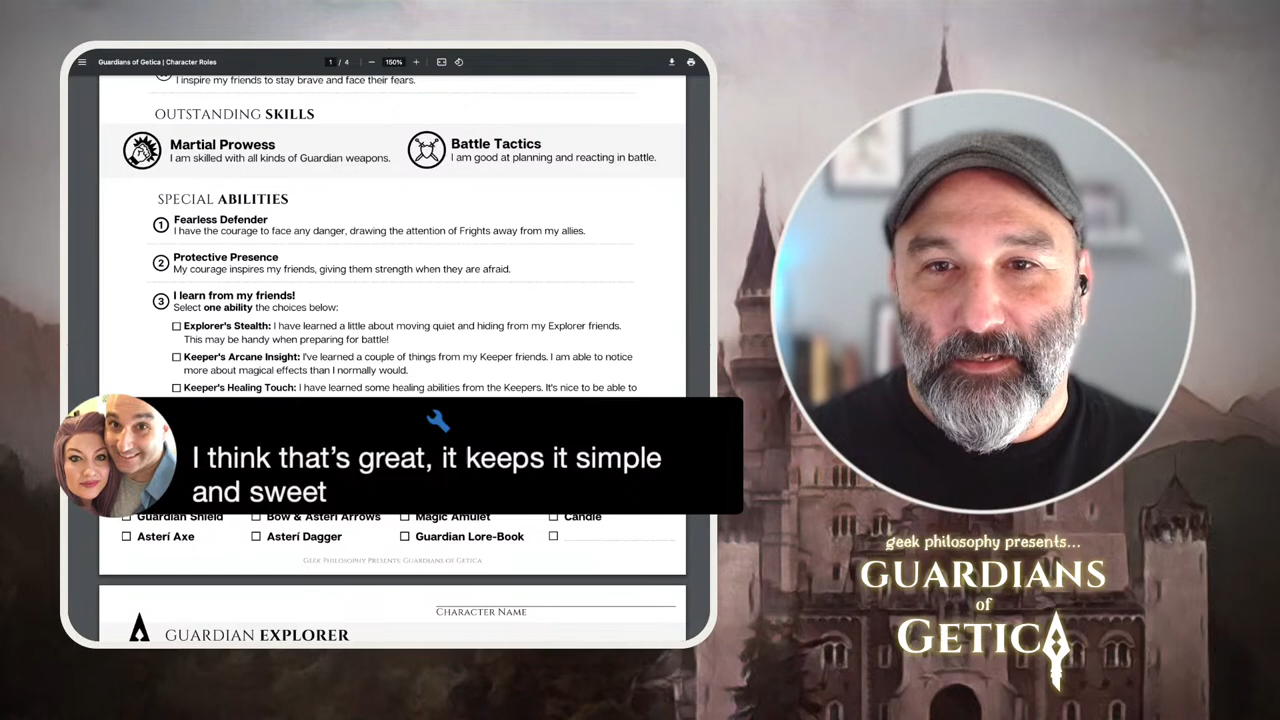 Guardians of Getica | Character Roles
1 / 4
150%
I inspire my friends to stay brave and face their fears.
OUTSTANDING SKILLS
Martial Prowess
I am skilled with all kinds of Guardian weapons.
Battle Tactics
I am good at planning and reacting in battle.
SPECIAL ABILITIES
1 Fearless Defender
I have the courage to face any danger, drawing the attention of Frights away from my allies.
2 Protective Presence
My courage inspires my friends, giving them strength when they are afraid.
3 I learn from my friends!
Select one ability the choices below:
Explorer's Stealth: I have learned a little about moving quiet and hiding from my Explorer friends.
This may be handy when preparing for battle!
Keeper's Arcane Insight: I've learned a couple of things from my Keeper friends. I am able to notice
more about magical effects than I normally would.
Keeper's Healing Touch: I have learned some healing abilities from the Keepers. It's nice to be able to
I think that's great, it keeps it simple
and sweet
Guardian Shield Bow & Asterí Arrows Magic Amulet Candle
Asterí Axe Asterí Dagger Guardian Lore-Book
Geek Philosophy Presents: Guardians of Getica
Character Name
GUARDIAN EXPLORER
geek philosophy presents...
GUARDIANS
of
GETICA